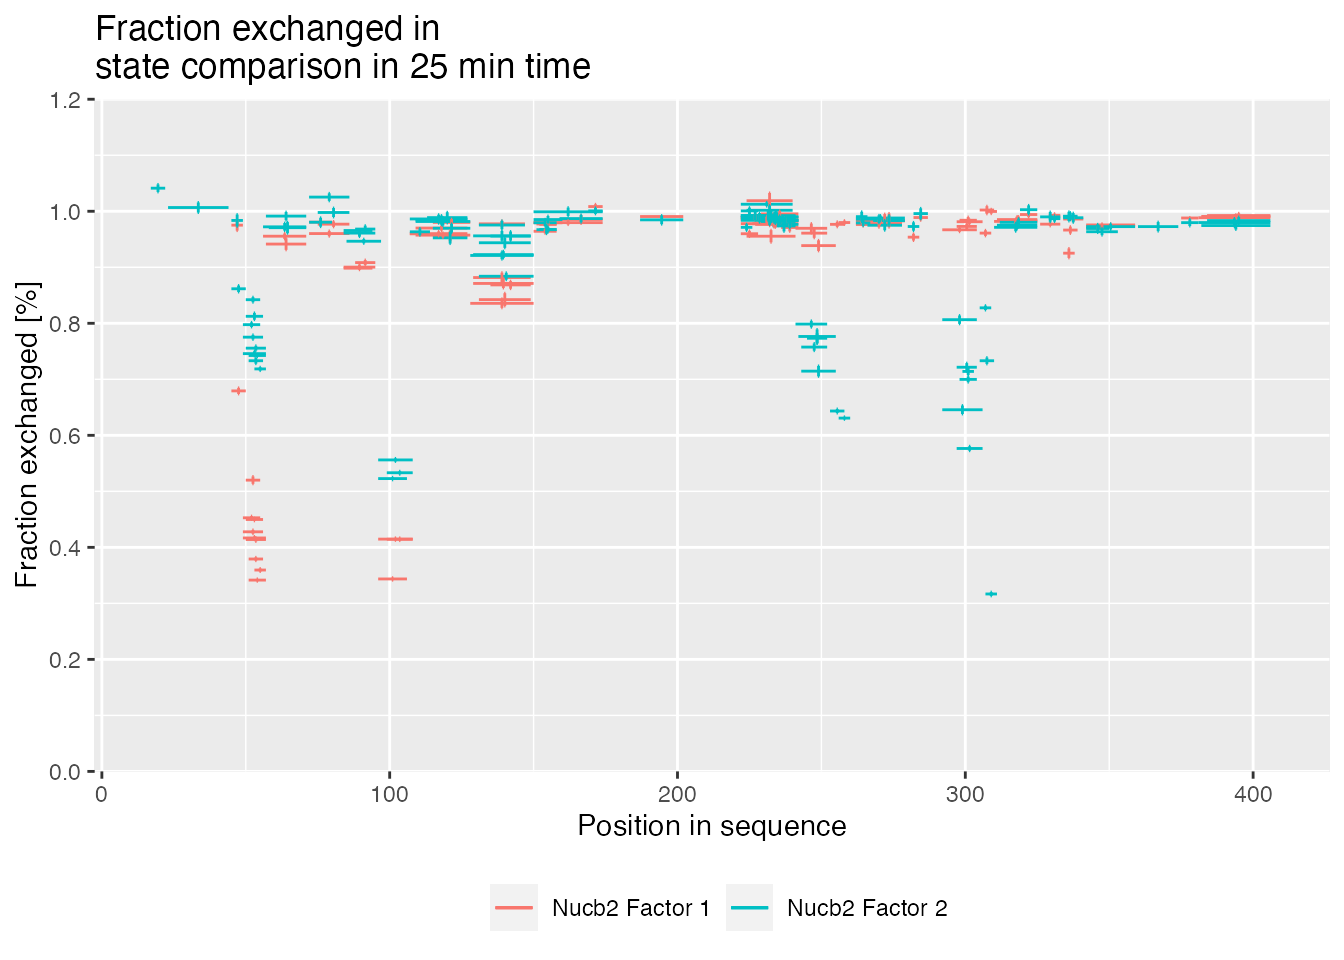 Fraction exchanged in
state comparison in 25 min time
Fraction exchanged [%]
1.2
1.0
0.8
0.6
0.4
0.2
0.0
0 100 200 300 400
Position in sequence
Nucb2 Factor 1 Nucb2 Factor 2